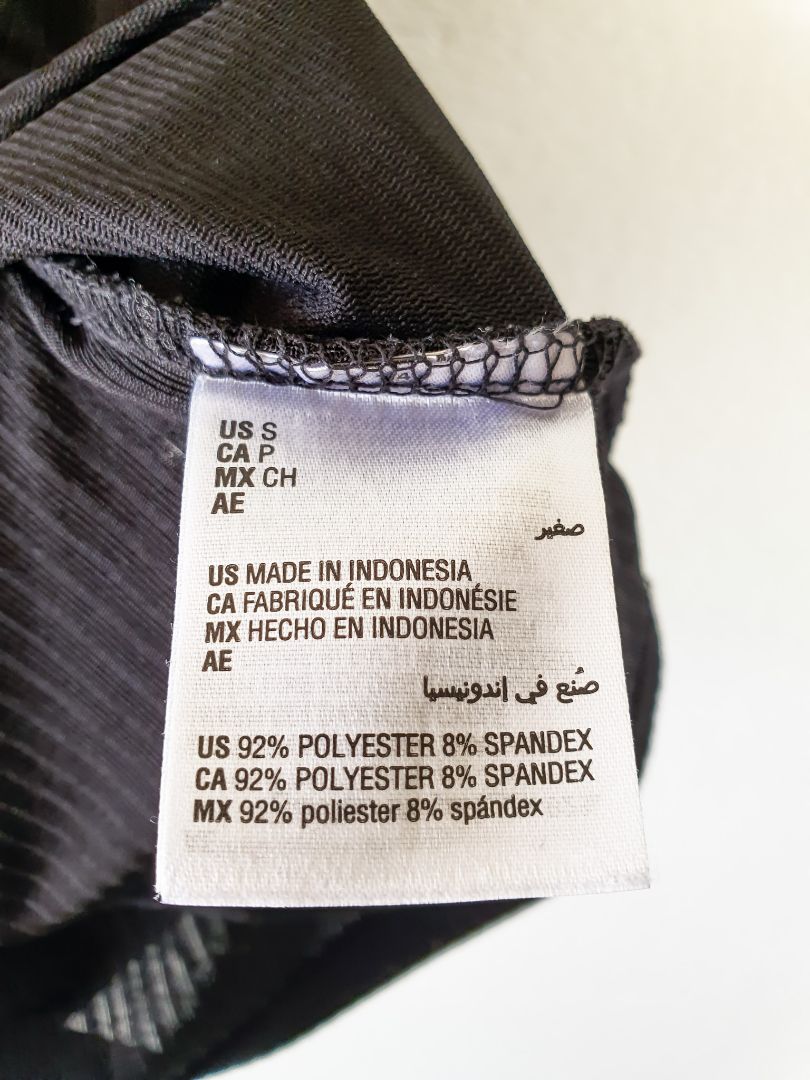 US S
CA P
MX CH
AE
صغير
US MADE IN INDONESIA
CA FABRIQUÉ EN INDONÉSIE
MX HECHO EN INDONESIA
AE
صُنع في إندونيسيا
US 92% POLYESTER 8% SPANDEX
CA 92% POLYESTER 8% SPANDEX
MX 92% poliester 8% spándex